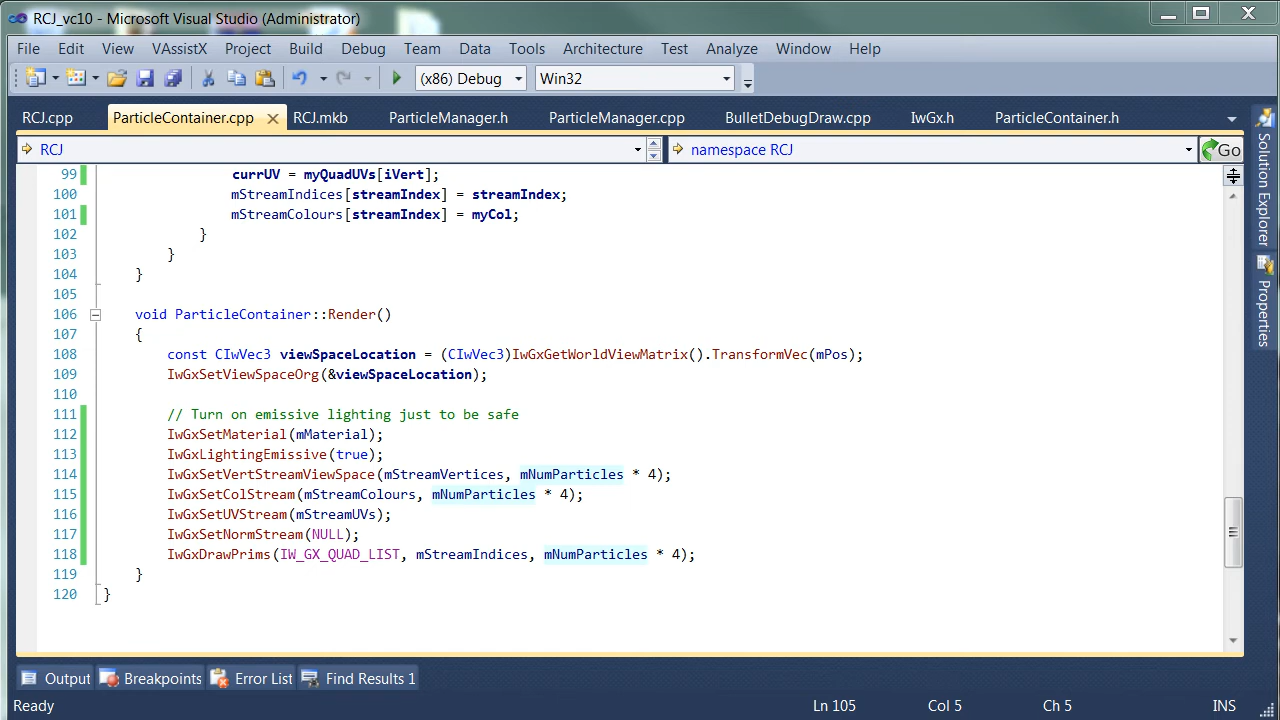 RCJ_vc10 - Microsoft Visual Studio (Administrator)
File Edit View VAssistX Project Build Debug Team Data Tools Architecture Test Analyze Window Help
(x86) Debug Win32
RCJ.cpp ParticleContainer.cpp RCJ.mkb ParticleManager.h ParticleManager.cpp BulletDebugDraw.cpp IwGx.h ParticleContainer.h
RCJ namespace RCJ Go
99 currUV = myQuadUVs[iVert];
100 mStreamIndices[streamIndex] = streamIndex;
101 mStreamColours[streamIndex] = myCol;
102 }
103 }
104 }
105
106 void ParticleContainer::Render()
107 {
108 const CIwVec3 viewSpaceLocation = (CIwVec3)IwGxGetWorldViewMatrix().TransformVec(mPos);
109 IwGxSetViewSpaceOrg(&viewSpaceLocation);
110
111 // Turn on emissive lighting just to be safe
112 IwGxSetMaterial(mMaterial);
113 IwGxLightingEmissive(true);
114 IwGxSetVertStreamViewSpace(mStreamVertices, mNumParticles * 4);
115 IwGxSetColStream(mStreamColours, mNumParticles * 4);
116 IwGxSetUVStream(mStreamUVs);
117 IwGxSetNormStream(NULL);
118 IwGxDrawPrims(IW_GX_QUAD_LIST, mStreamIndices, mNumParticles * 4);
119 }
120 }
Solution Explorer
Properties
Output Breakpoints Error List Find Results 1
Ready Ln 105 Col 5 Ch 5 INS